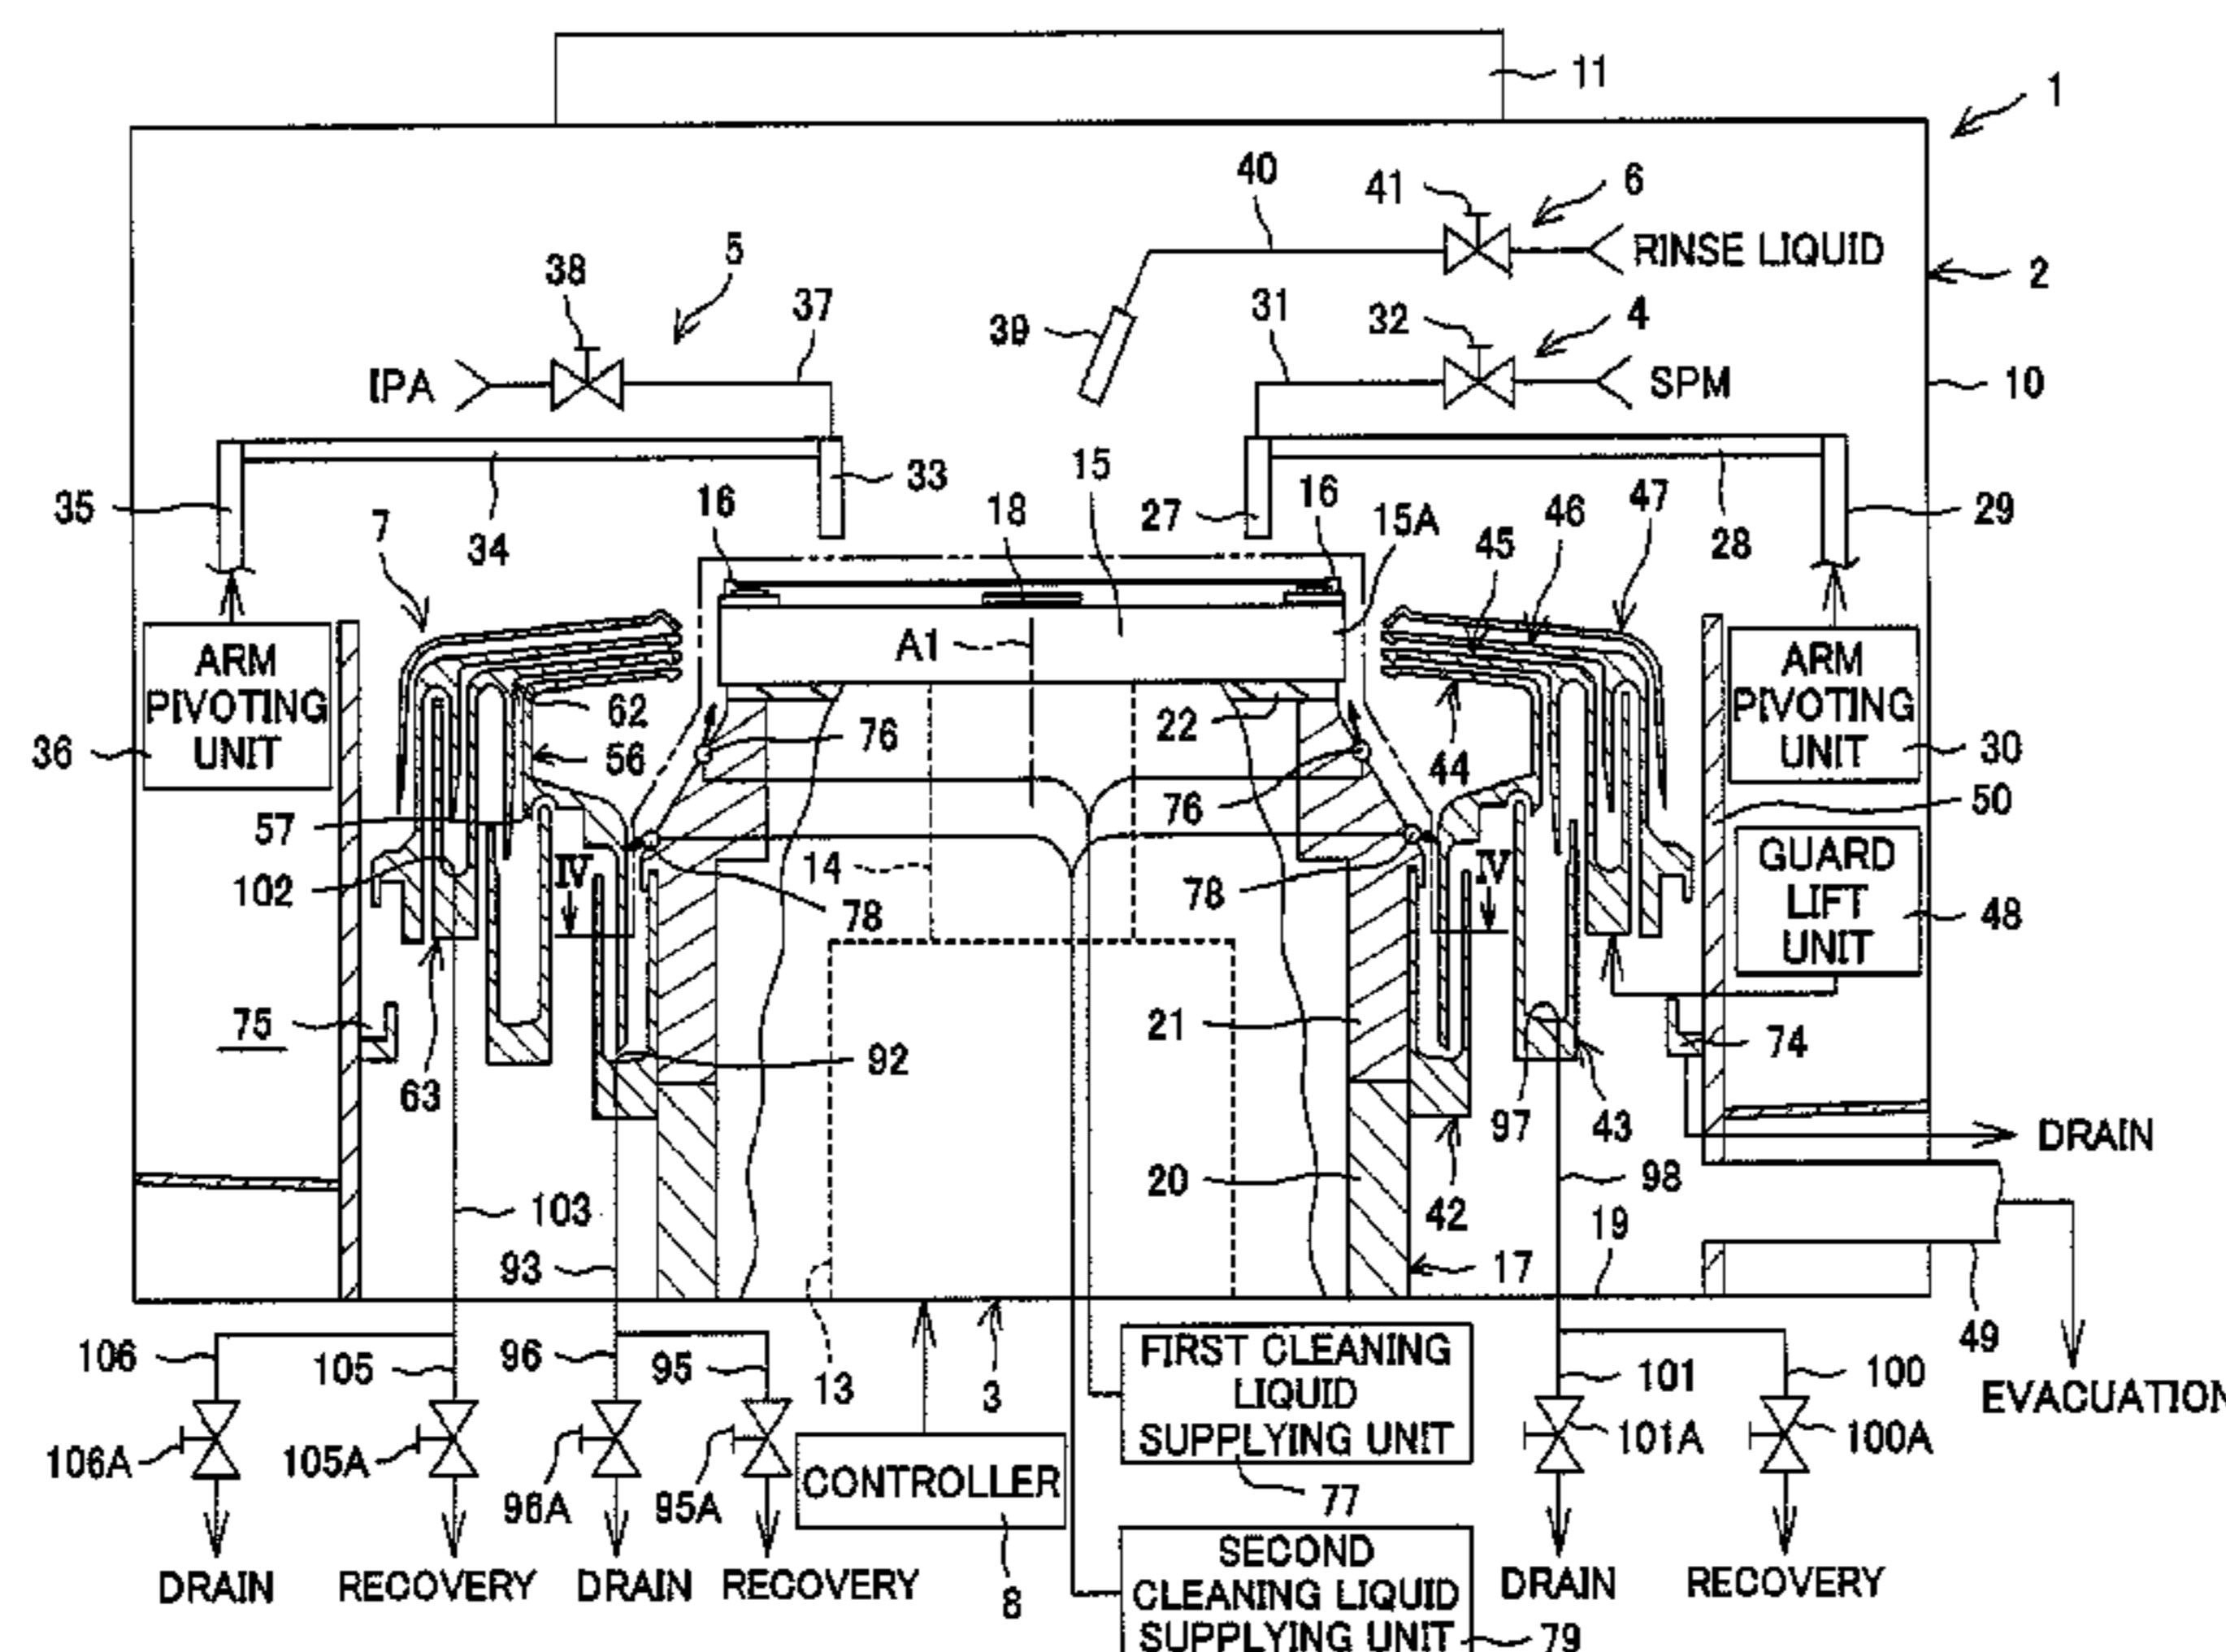 11
1
40
41
6
RINSE LIQUID
2
5
38
37
39
31
32
4
IPA
SPM
10
33
15
35
34
7
16
18
27
16
15A
45
46
47
28
29
ARM
PIVOTING
UNIT
36
A1
62
56
76
22
44
ARM
PIVOTING
UNIT
30
76
50
57
102
IV
14
78
78
IV
GUARD
LIFT
UNIT
48
75
63
92
21
97
43
74
DRAIN
103
93
20
42
98
19
17
49
EVACUATION
106
105
96
95
13
3
FIRST CLEANING
LIQUID
SUPPLYING UNIT
77
101
100
106A
105A
96A
95A
CONTROLLER
8
101A
100A
DRAIN
RECOVERY
DRAIN
RECOVERY
SECOND
CLEANING LIQUID
SUPPLYING UNIT
79
DRAIN
RECOVERY